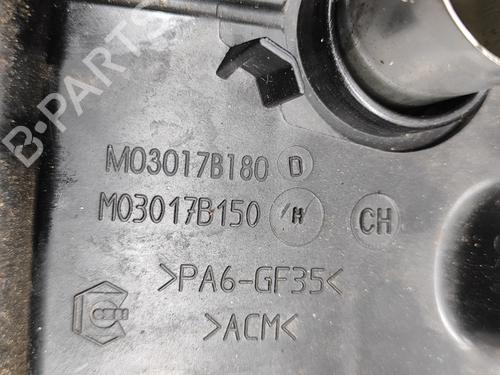 B-PARTS
M03017B180 D
M03017B150 H CH
>PA6-GF35<
>ACM<